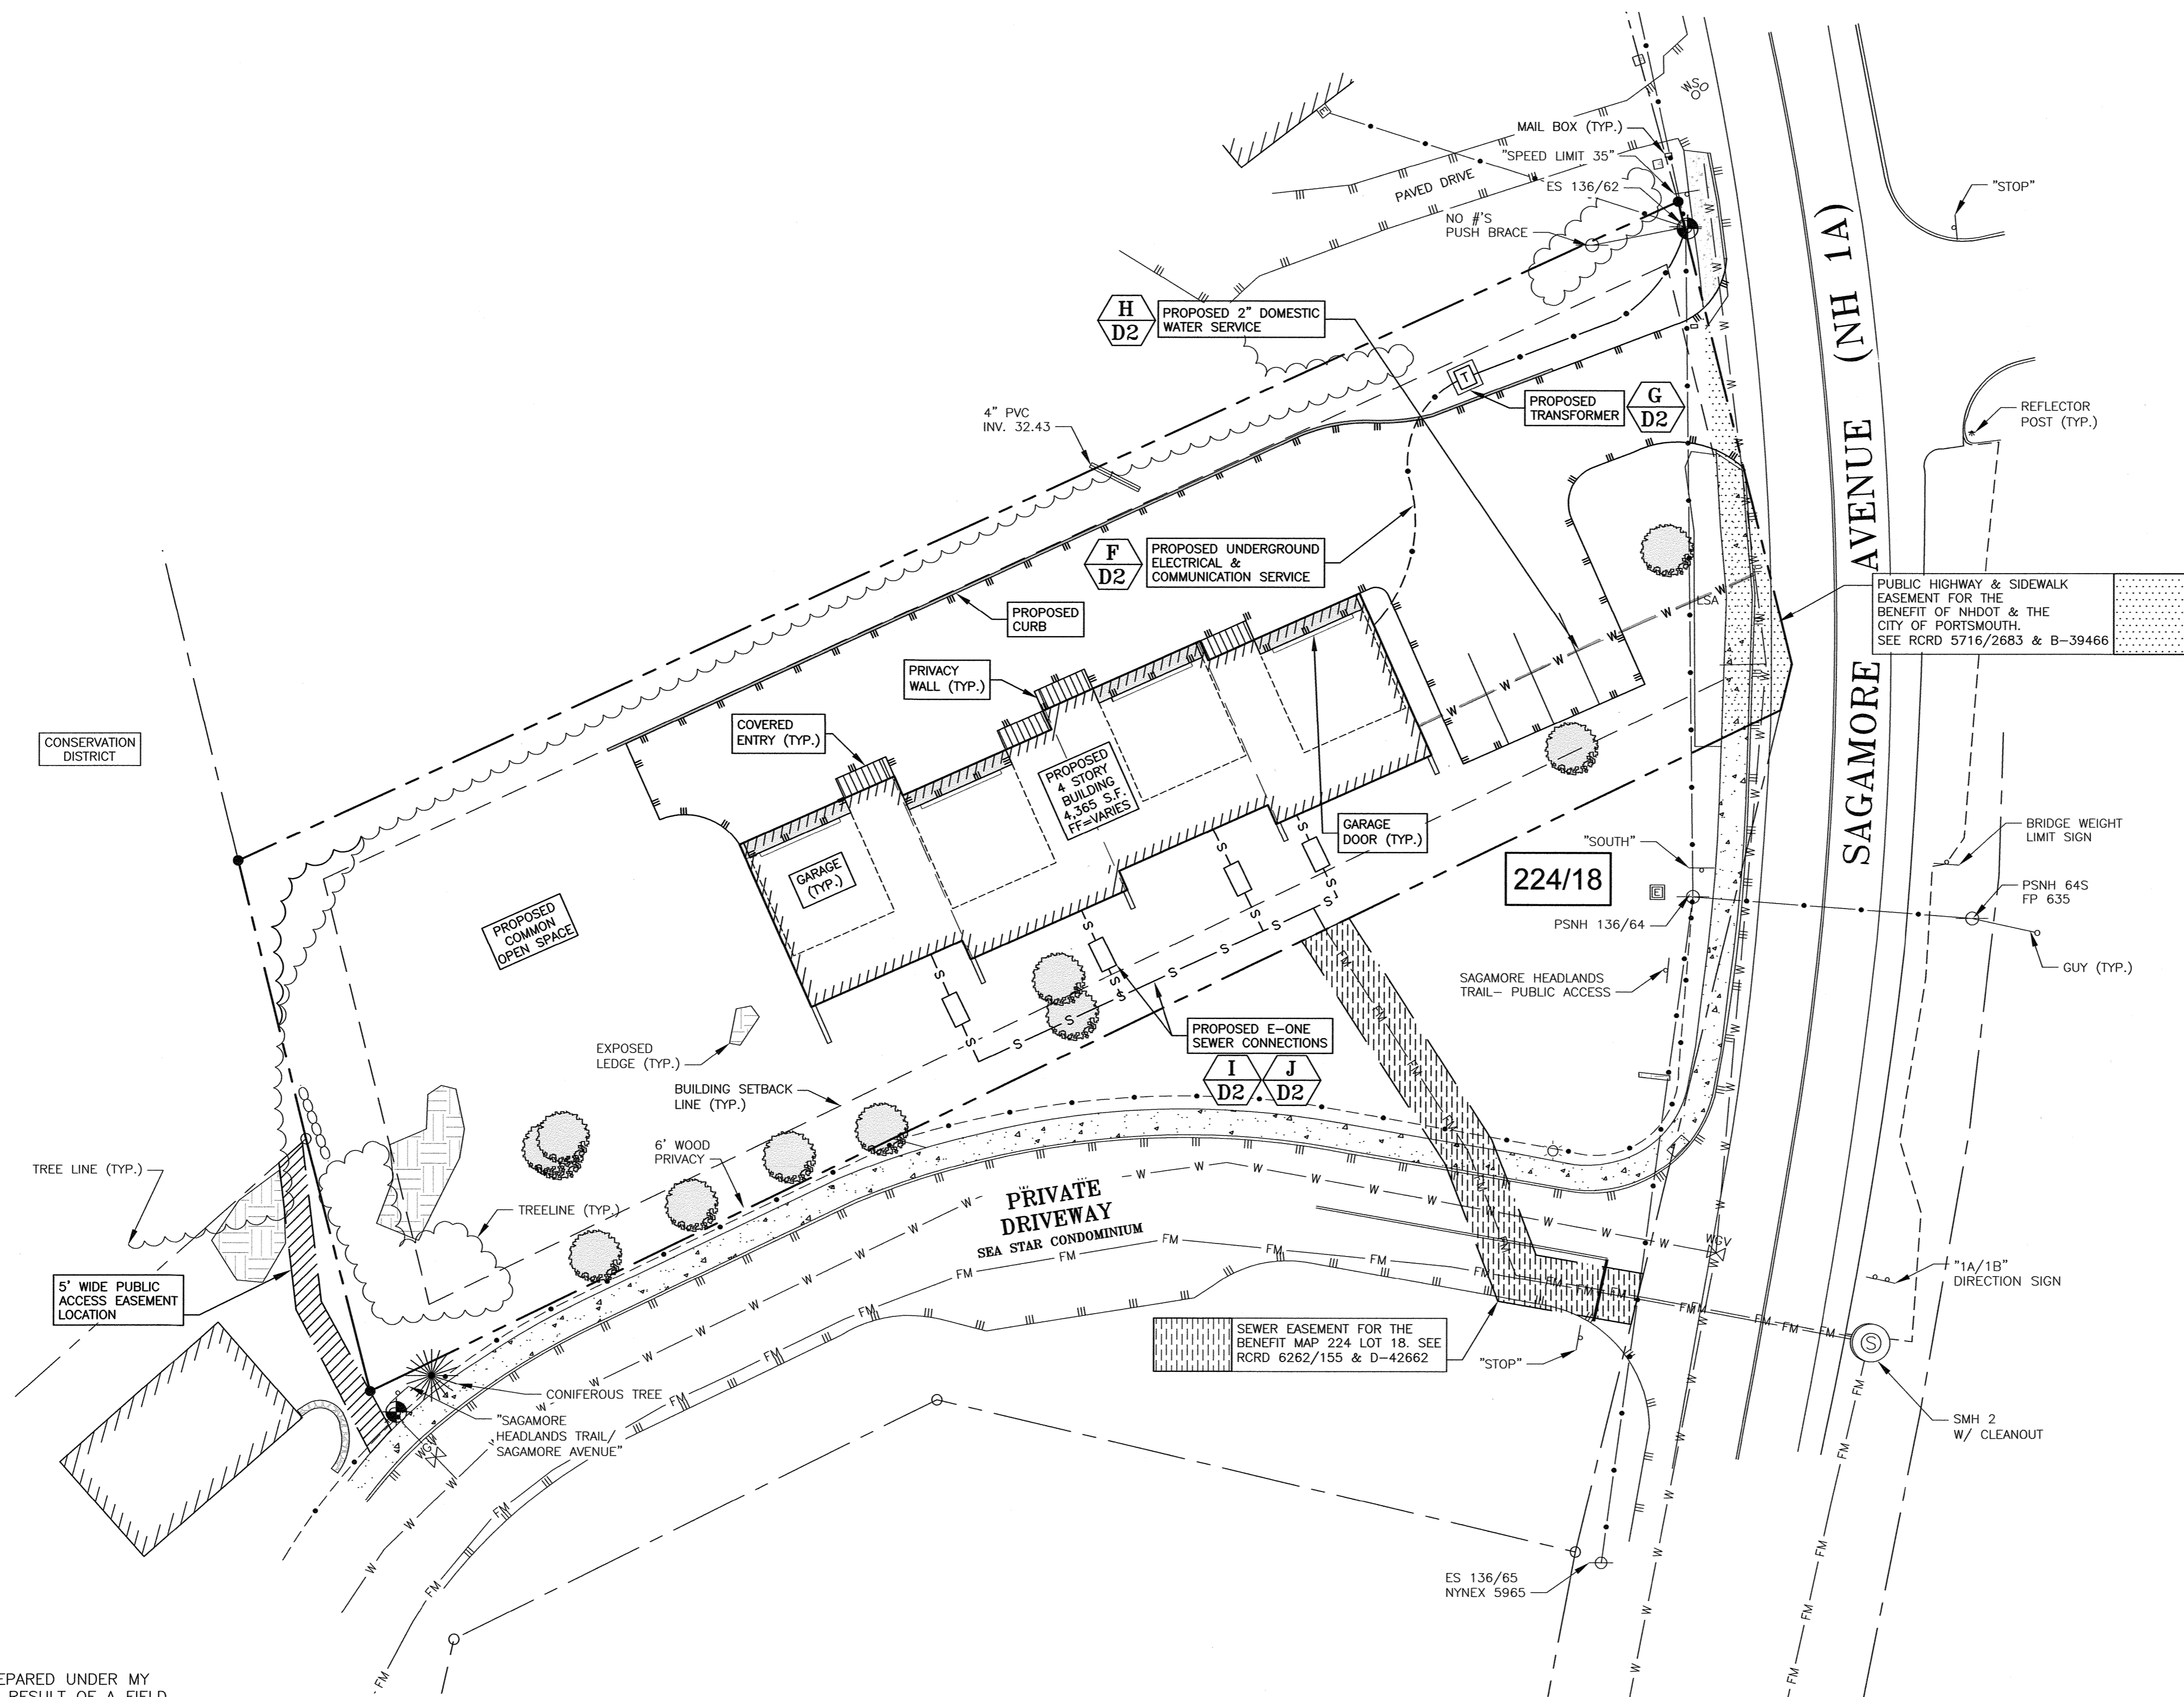 WSO
MAIL BOX (TYP.)
"SPEED LIMIT 35"
PAVED DRIVE
ES 136/62
NO #'S
PUSH BRACE
"STOP"
H
D2
PROPOSED 2" DOMESTIC
WATER SERVICE
T
PROPOSED
TRANSFORMER
G
D2
4" PVC
INV. 32.43
REFLECTOR
POST (TYP.)
SAGAMORE AVENUE (NH 1A)
F
D2
PROPOSED UNDERGROUND
ELECTRICAL &
COMMUNICATION SERVICE
PROPOSED
CURB
LSA
PUBLIC HIGHWAY & SIDEWALK
EASEMENT FOR THE
BENEFIT OF NHDOT & THE
CITY OF PORTSMOUTH.
SEE RCRD 5716/2683 & B-39466
PRIVACY
WALL (TYP.)
COVERED
ENTRY (TYP.)
CONSERVATION
DISTRICT
PROPOSED
4 STORY
BUILDING
4,365 S.F.
FF=VARIES
GARAGE
DOOR (TYP.)
GARAGE
(TYP.)
"SOUTH"
224/18
E
PSNH 136/64
BRIDGE WEIGHT
LIMIT SIGN
PSNH 64S
FP 635
GUY (TYP.)
PROPOSED
COMMON
OPEN SPACE
SAGAMORE HEADLANDS
TRAIL- PUBLIC ACCESS
EXPOSED
LEDGE (TYP.)
PROPOSED E-ONE
SEWER CONNECTIONS
I
D2
J
D2
BUILDING SETBACK
LINE (TYP.)
6' WOOD
PRIVACY
TREE LINE (TYP.)
TREELINE (TYP.)
PRIVATE
DRIVEWAY
SEA STAR CONDOMINIUM
WGV
5' WIDE PUBLIC
ACCESS EASEMENT
LOCATION
"1A/1B"
DIRECTION SIGN
SEWER EASEMENT FOR THE
BENEFIT MAP 224 LOT 18. SEE
RCRD 6262/155 & D-42662
"STOP"
S
CONIFEROUS TREE
"SAGAMORE
HEADLANDS TRAIL/
SAGAMORE AVENUE"
WGV
SMH 2
W/ CLEANOUT
ES 136/65
NYNEX 5965
EPARED UNDER MY
RESULT OF A FIELD